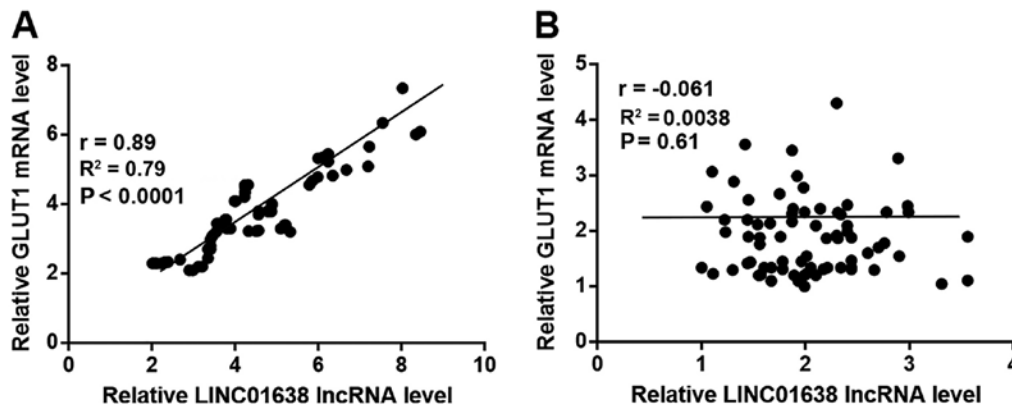 A
Relative GLUT1 mRNA level
8
6
4
2
0
r = 0.89
R² = 0.79
P < 0.0001
0
2
4
6
8
10
Relative LINC01638 lncRNA level
B
Relative GLUT1 mRNA level
5
4
3
2
1
0
r = -0.061
R² = 0.0038
P = 0.61
0
1
2
3
4
Relative LINC01638 lncRNA level